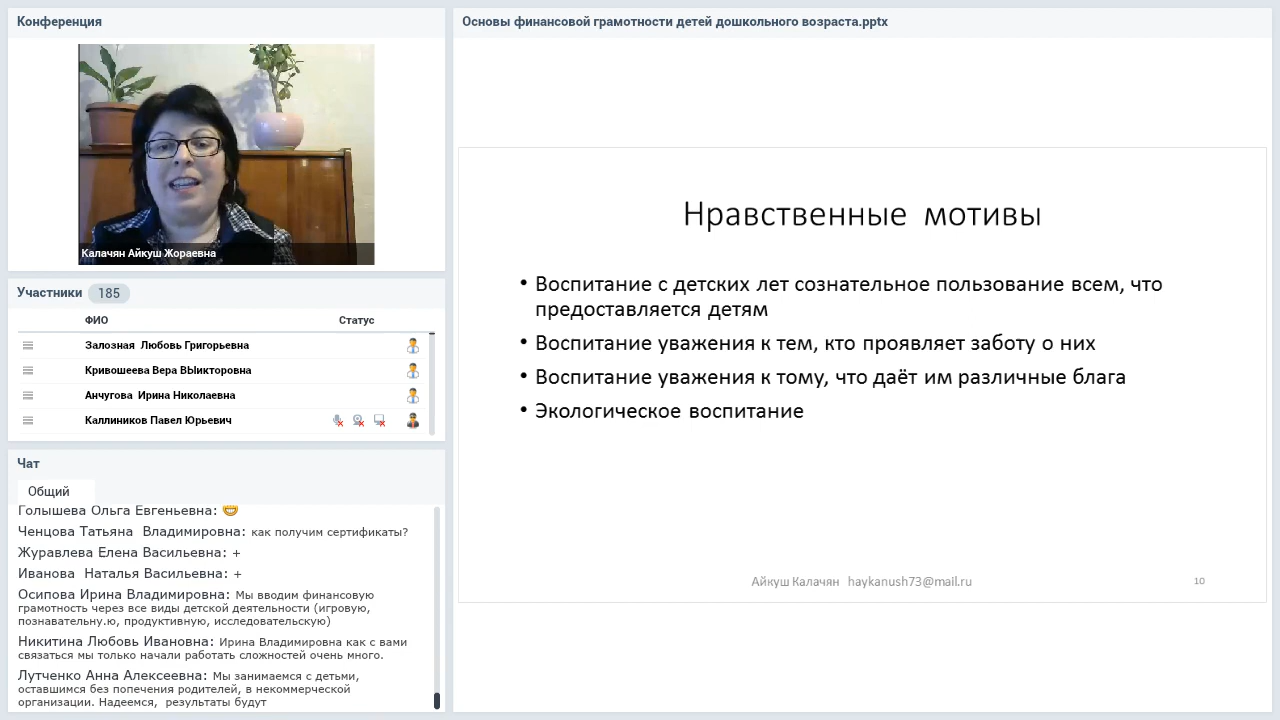 Конференция
Калачян Айкуш Жораевна
Участники 185
ФИО Статус
Залозная Любовь Григорьевна
Кривошеева Вера ВЫикторовна
Анчугова Ирина Николаевна
Каллиников Павел Юрьевич
Чат
Общий
Голышева Ольга Евгеньевна:
Ченцова Татьяна Владимировна: как получим сертификаты?
Журавлева Елена Васильевна: +
Иванова Наталья Васильевна: +
Осипова Ирина Владимировна: Мы вводим финансовую
грамотность через все виды детской деятельности (игровую,
познавательну.ю, продуктивную, исследовательскую)
Никитина Любовь Ивановна: Ирина Владимировна как с вами
связаться мы только начали работать сложностей очень много.
Лутченко Анна Алексеевна: Мы занимаемся с детьми,
оставшимся без попечения родителей, в некоммерческой
организации. Надеемся, результаты будут
Основы финансовой грамотности детей дошкольного возраста.pptx
Нравственные мотивы
• Воспитание с детских лет сознательное пользование всем, что
предоставляется детям
• Воспитание уважения к тем, кто проявляет заботу о них
• Воспитание уважения к тому, что даёт им различные блага
• Экологическое воспитание
Айкуш Калачян haykanush73@mail.ru
10